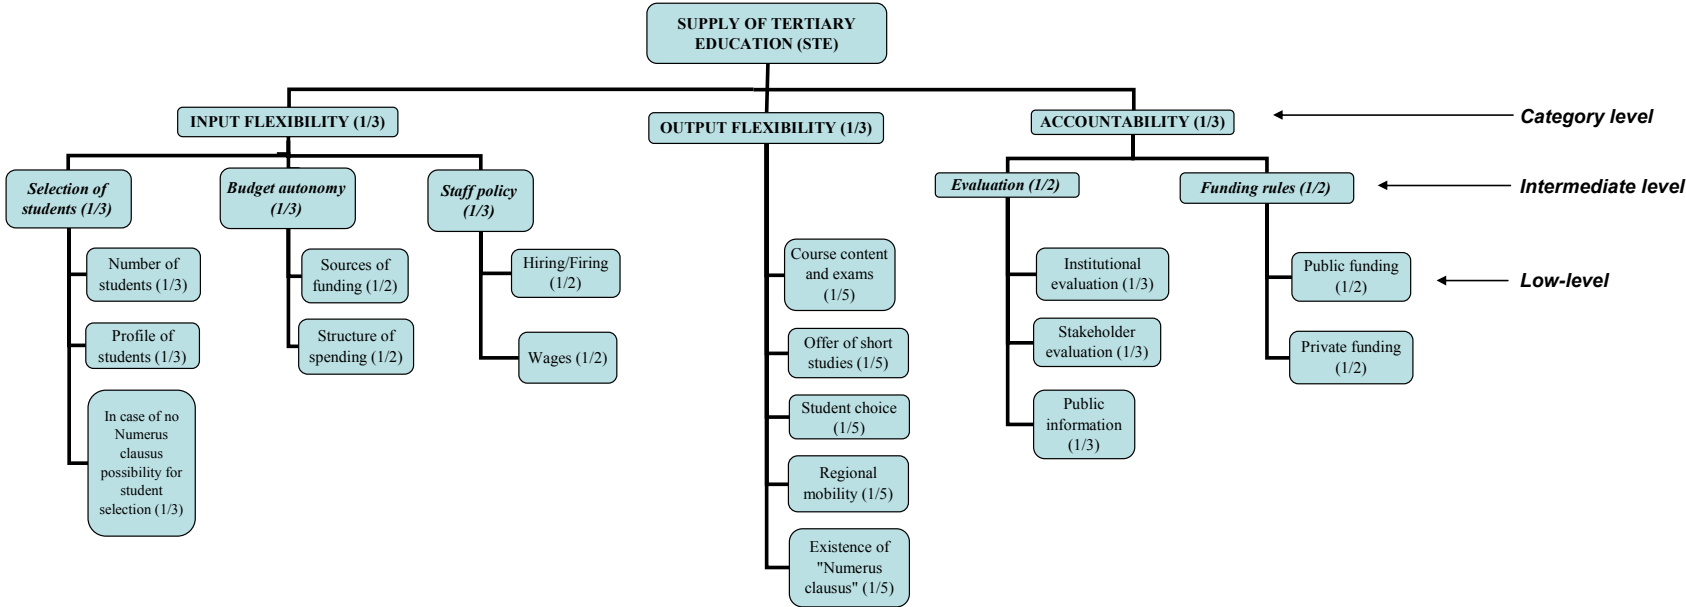 SUPPLY OF TERTIARY
EDUCATION (STE)
INPUT FLEXIBILITY (1/3)
OUTPUT FLEXIBILITY (1/3)
ACCOUNTABILITY (1/3)
Category level
Selection of
students (1/3)
Budget autonomy
(1/3)
Staff policy
(1/3)
Evaluation (1/2)
Funding rules (1/2)
Intermediate level
Number of
students (1/3)
Profile of
students (1/3)
In case of no
Numerus
clausus
possibility for
student
selection (1/3)
Sources of
funding (1/2)
Structure of
spending (1/2)
Hiring/Firing
(1/2)
Wages (1/2)
Course content
and exams
(1/5)
Offer of short
studies (1/5)
Student choice
(1/5)
Regional
mobility (1/5)
Existence of
"Numerus
clausus" (1/5)
Institutional
evaluation (1/3)
Stakeholder
evaluation (1/3)
Public
information
(1/3)
Public funding
(1/2)
Private funding
(1/2)
Low-level